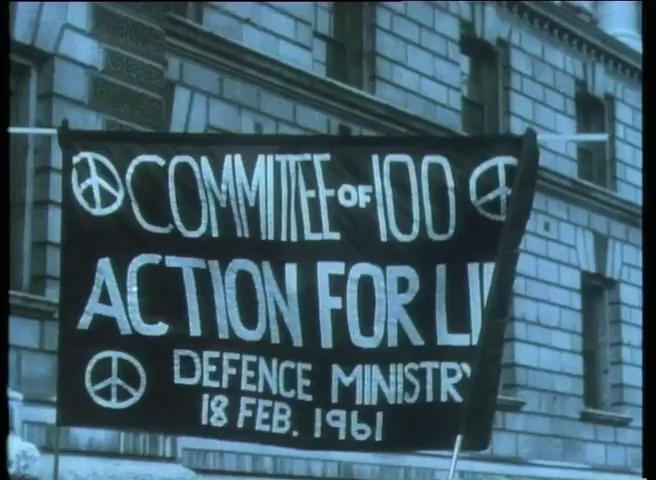 COMMITTEE OF 100
ACTION FOR LI
DEFENCE MINISTRY
18 FEB. 1961